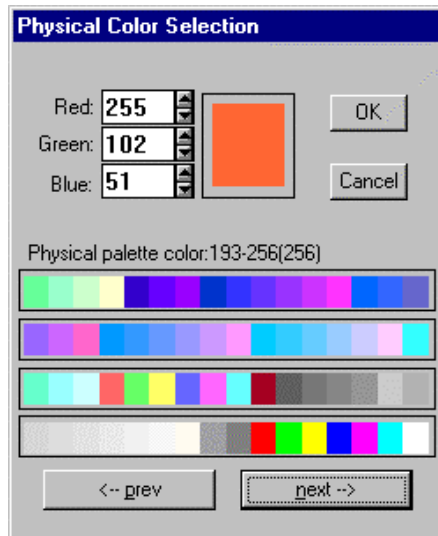 Physical Color Selection
Red: 255
OK
Green: 102
Blue: 51
Cancel
Physical palette color:193-256(256)
<-- prev
next -->